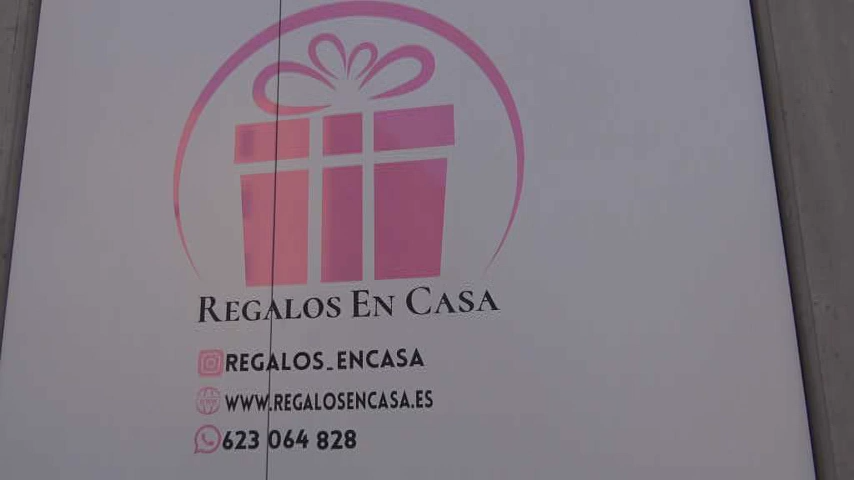 REGALOS EN CASA
REGALOS_ENCASA
WWW.REGALOSENCASA.ES
623 064 828